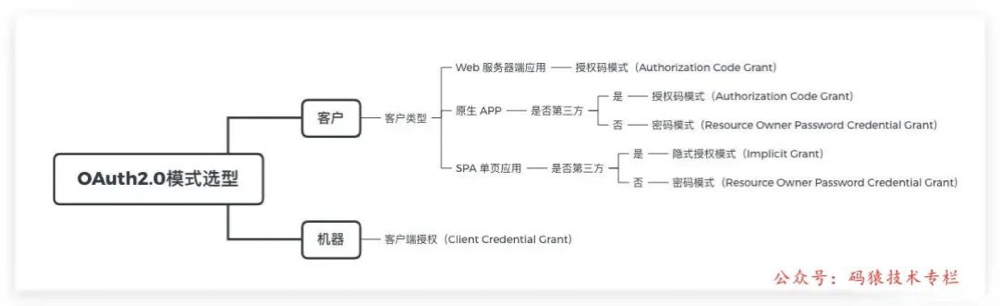 OAuth2.0模式选型
客户
客户类型
Web 服务器端应用
授权码模式（Authorization Code Grant）
原生 APP
是否第三方
是
授权码模式（Authorization Code Grant）
否
密码模式（Resource Owner Password Credential Grant）
SPA 单页应用
是否第三方
是
隐式授权模式（Implicit Grant）
否
密码模式（Resource Owner Password Credential Grant）
机器
客户端授权（Client Credential Grant）
公众号：码猿技术专栏